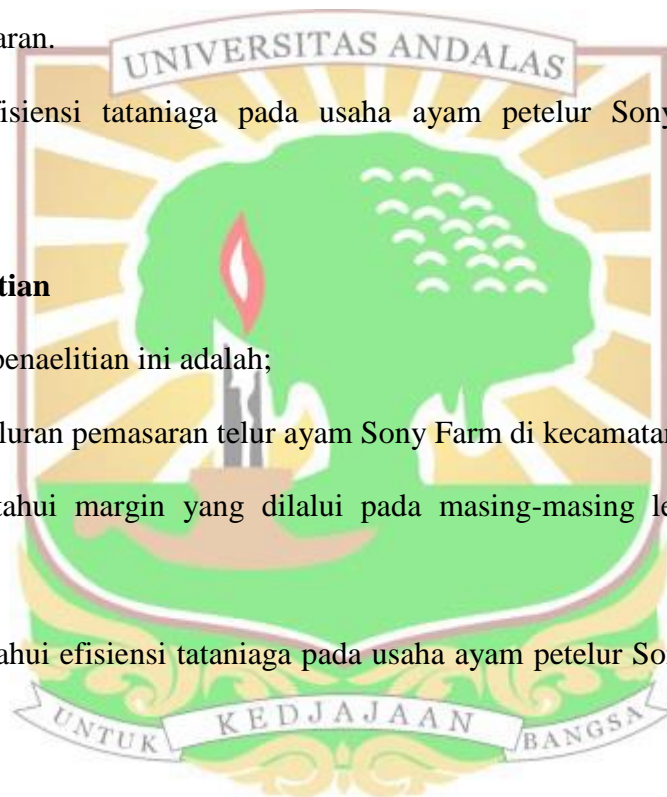 aran.
UNIVERSITAS ANDALAS
fisiensi tataniaga pada usaha ayam petelur Sony
tian
penaelitian ini adalah;
luran pemasaran telur ayam Sony Farm di kecamatan
tahui margin yang dilalui pada masing-masing le
ahui efisiensi tataniaga pada usaha ayam petelur So
UNTUK KEDJAJAAN BANGSA